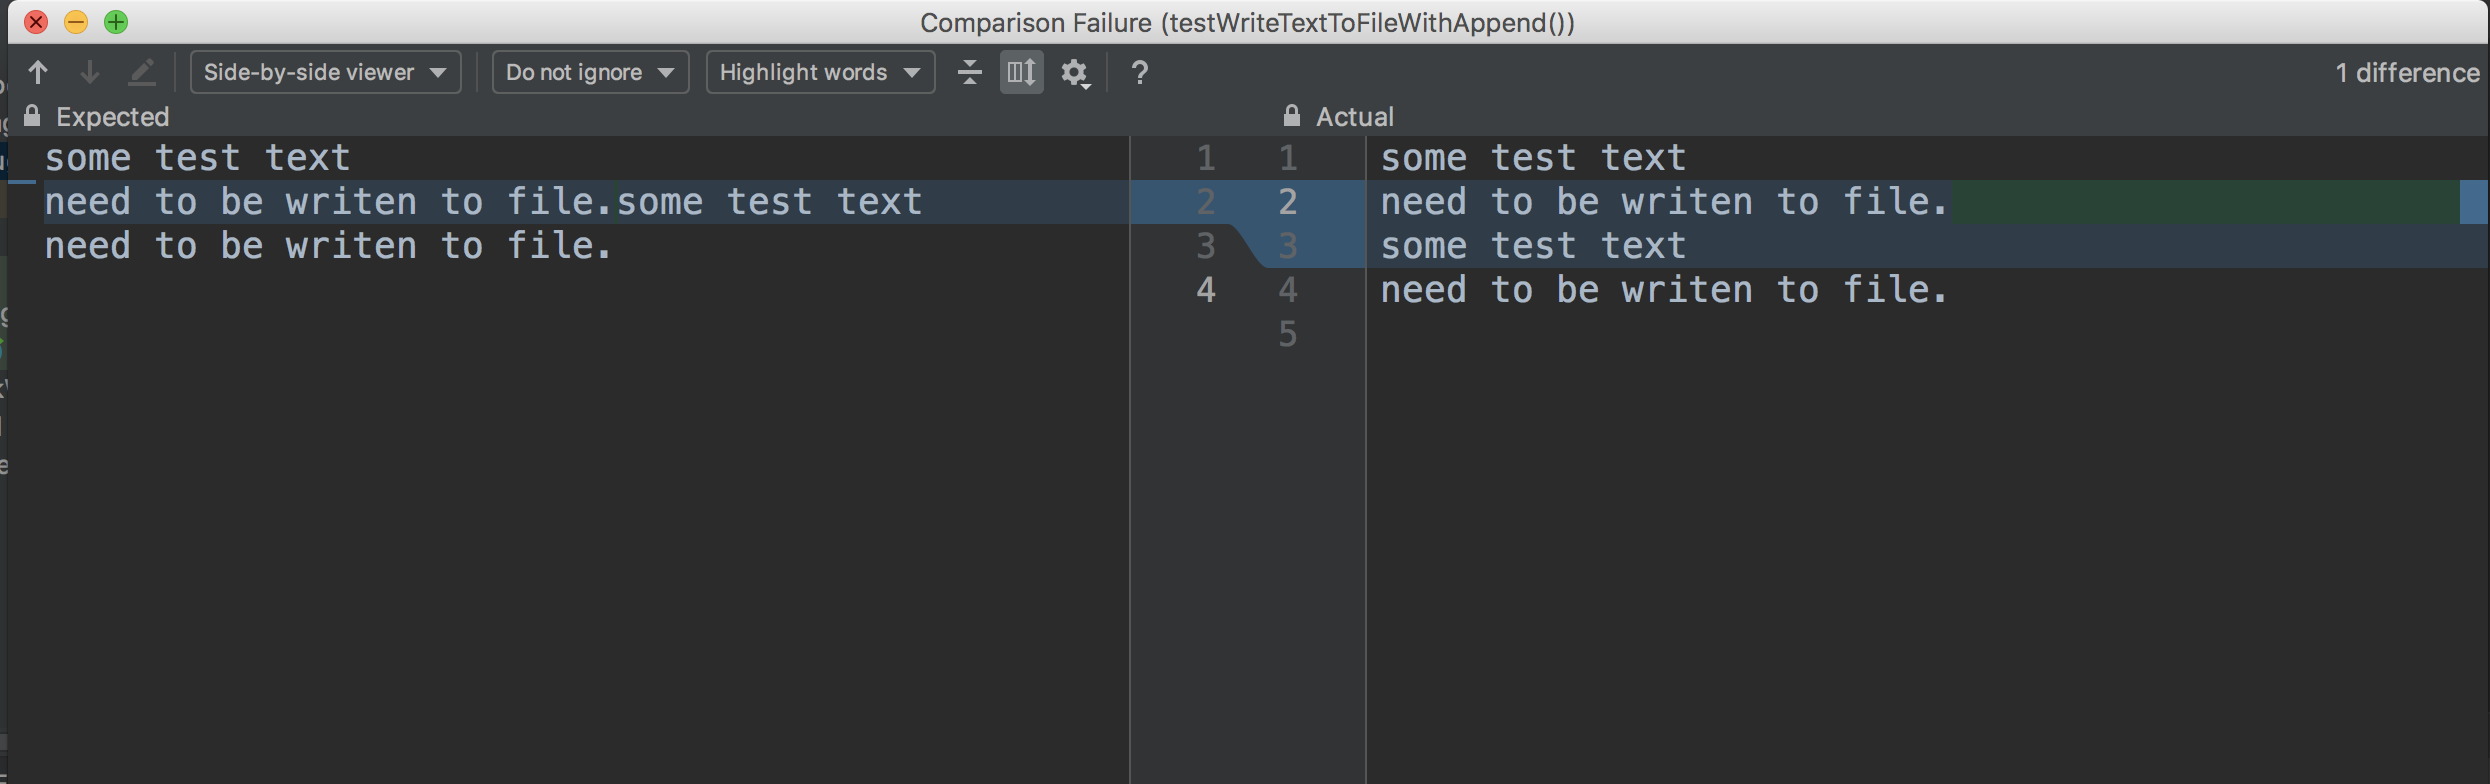 Comparison Failure (testWriteTextToFileWithAppend())
Side-by-side viewer Do not ignore Highlight words ? 1 difference
Expected Actual
some test text 1 1 some test text
need to be writen to file.some test text 2 2 need to be writen to file.
need to be writen to file. 3 3 some test text
4 4 need to be writen to file.
5